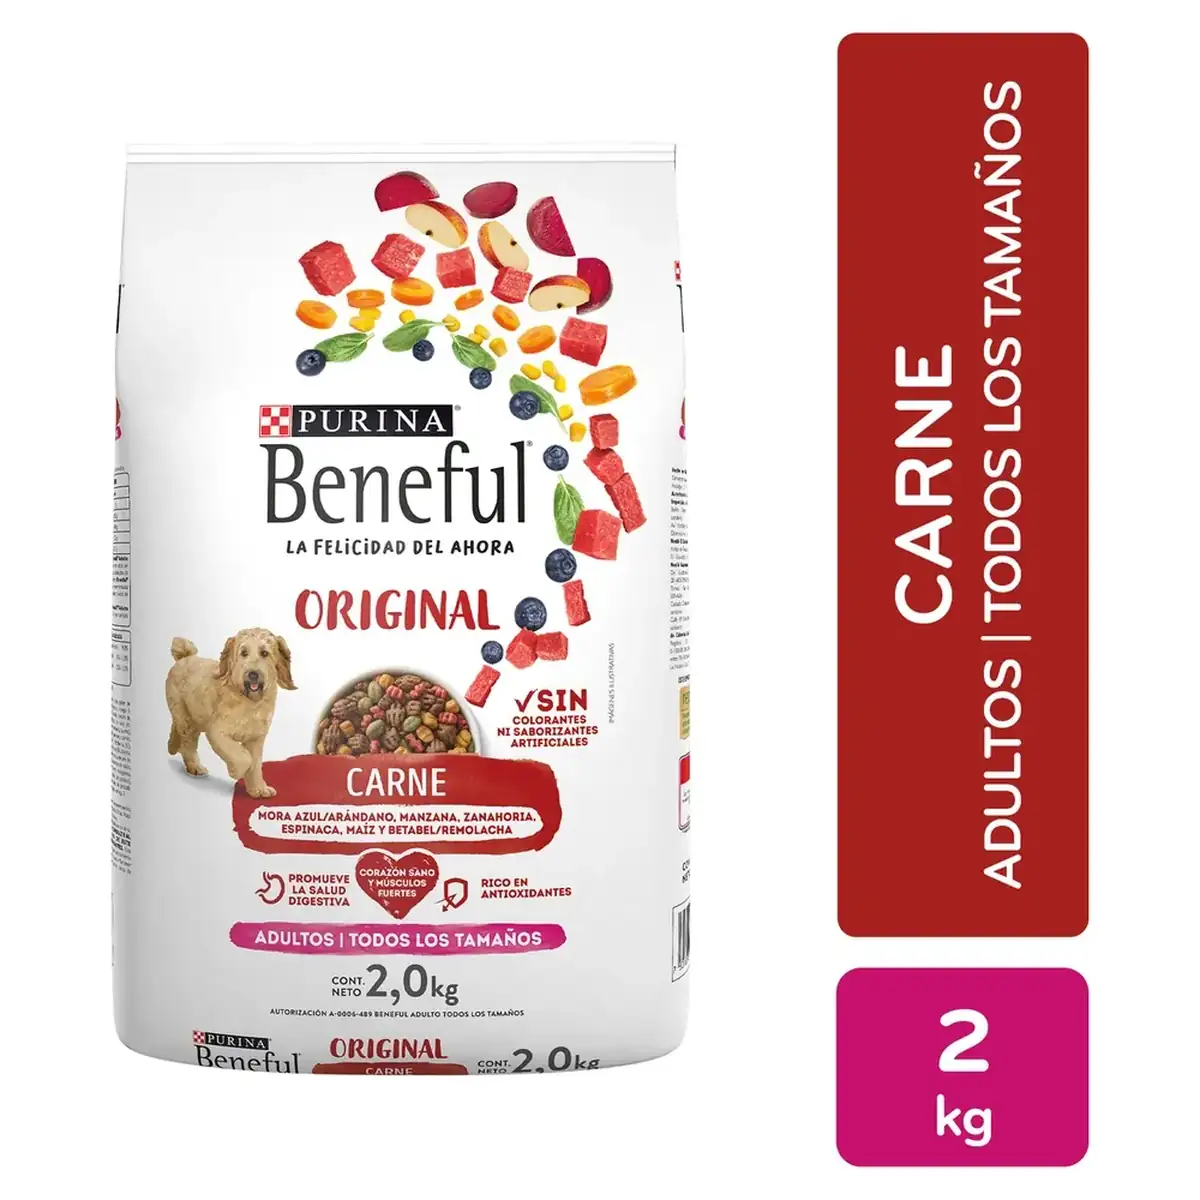 PURINA
Beneful
LA FELICIDAD DEL AHORA
ORIGINAL
✓SIN
COLORANTES
NI SABORIZANTES
ARTIFICIALES
IMÁGENES ILUSTRATIVAS
CARNE
MORA AZUL/ARÁNDANO, MANZANA, ZANAHORIA,
ESPINACA, MAÍZ Y BETABEL/REMOLACHA
PROMUEVE
LA SALUD
DIGESTIVA
CORAZÓN SANO
Y MÚSCULOS
FUERTES
RICO EN
ANTIOXIDANTES
ADULTOS | TODOS LOS TAMAÑOS
CONT.
NETO 2,0kg
AUTORIZACIÓN A-0006-489 BENEFUL ADULTO TODOS LOS TAMAÑOS
PURINA
Beneful
ORIGINAL
CARNE
CONT.
NETO 2,0kg
CARNE
ADULTOS | TODOS LOS TAMAÑOS
2
kg